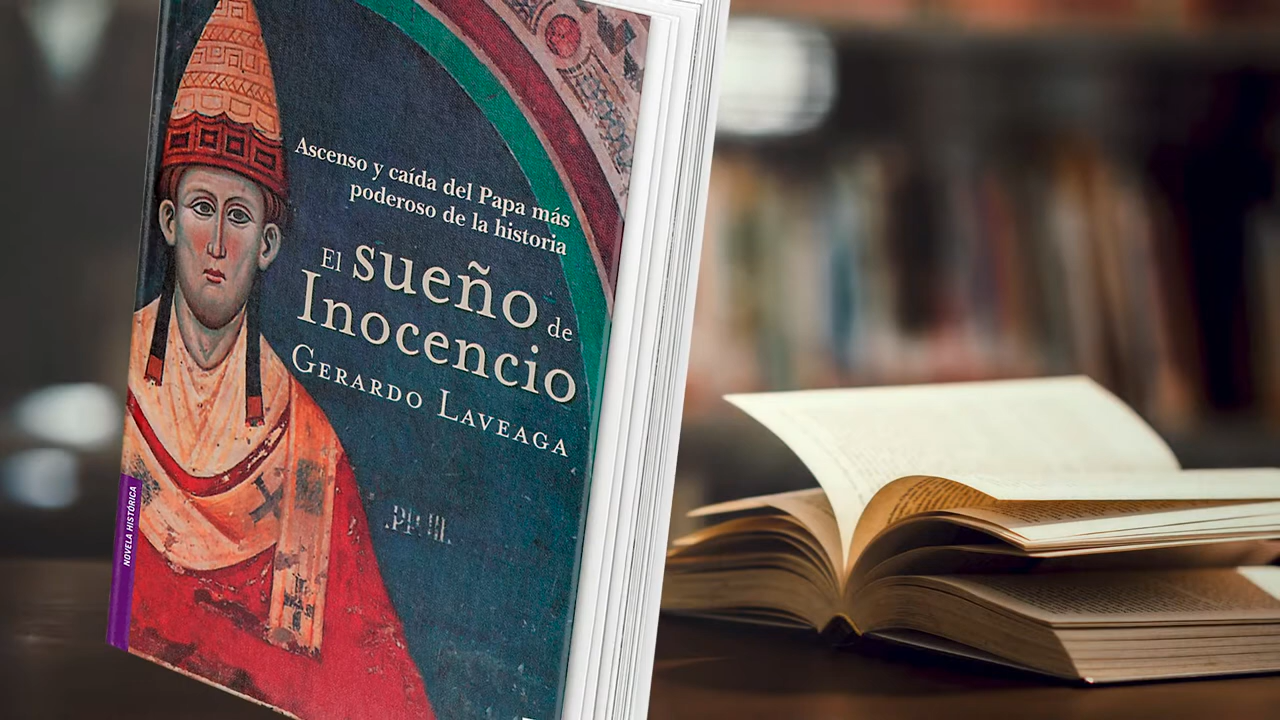 Ascenso y caída del Papa más
poderoso de la historia
El sueño de
Inocencio
GERARDO LAVEAGA
NOVELA HISTÓRICA